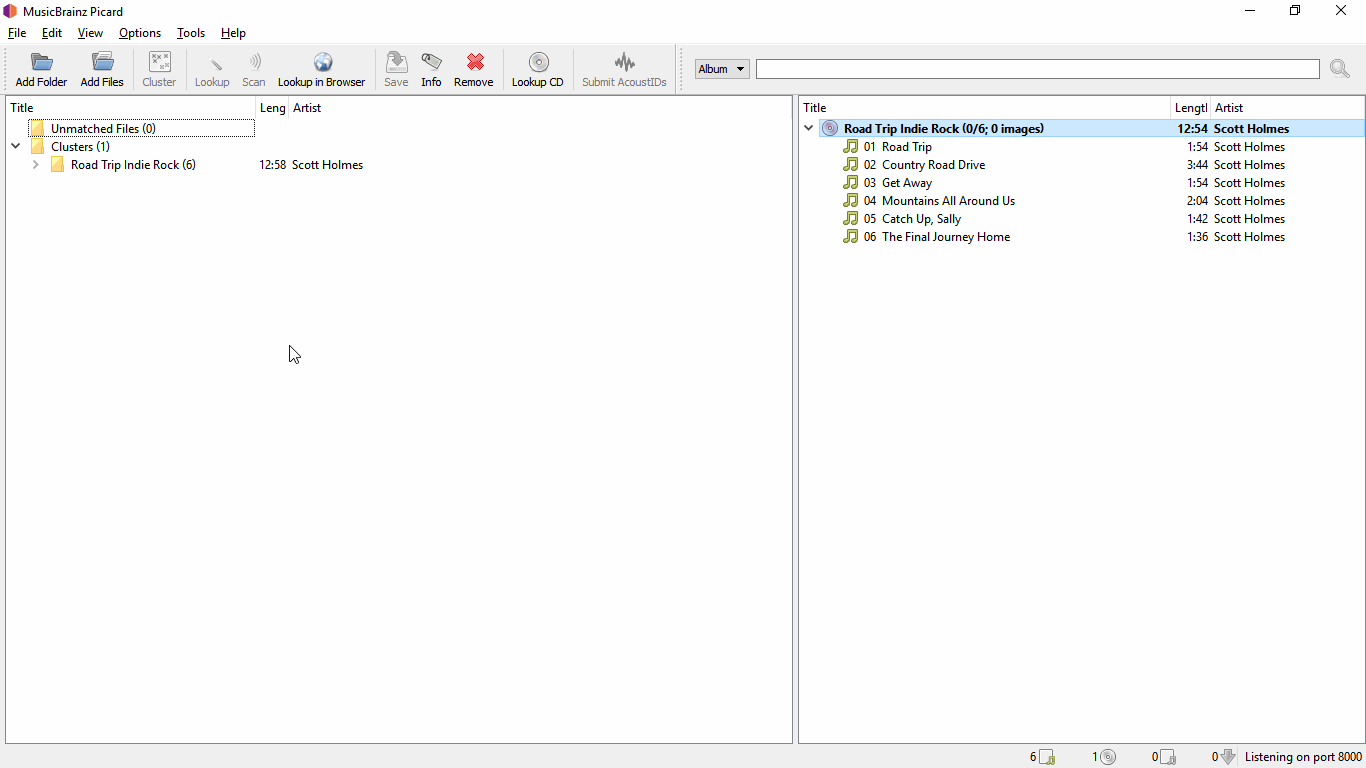 MusicBrainz Picard
File Edit View Options Tools Help
Add Folder Add Files Cluster Lookup Scan Lookup in Browser Save Info Remove Lookup CD Submit AcoustIDs Album
Title Leng Artist
Unmatched Files (0)
Clusters (1)
Road Trip Indie Rock (6) 12:58 Scott Holmes
Title Lengtl Artist
Road Trip Indie Rock (0/6; 0 images) 12:54 Scott Holmes
01 Road Trip 1:54 Scott Holmes
02 Country Road Drive 3:44 Scott Holmes
03 Get Away 1:54 Scott Holmes
04 Mountains All Around Us 2:04 Scott Holmes
05 Catch Up, Sally 1:42 Scott Holmes
06 The Final Journey Home 1:36 Scott Holmes
6 1 0 0 Listening on port 8000